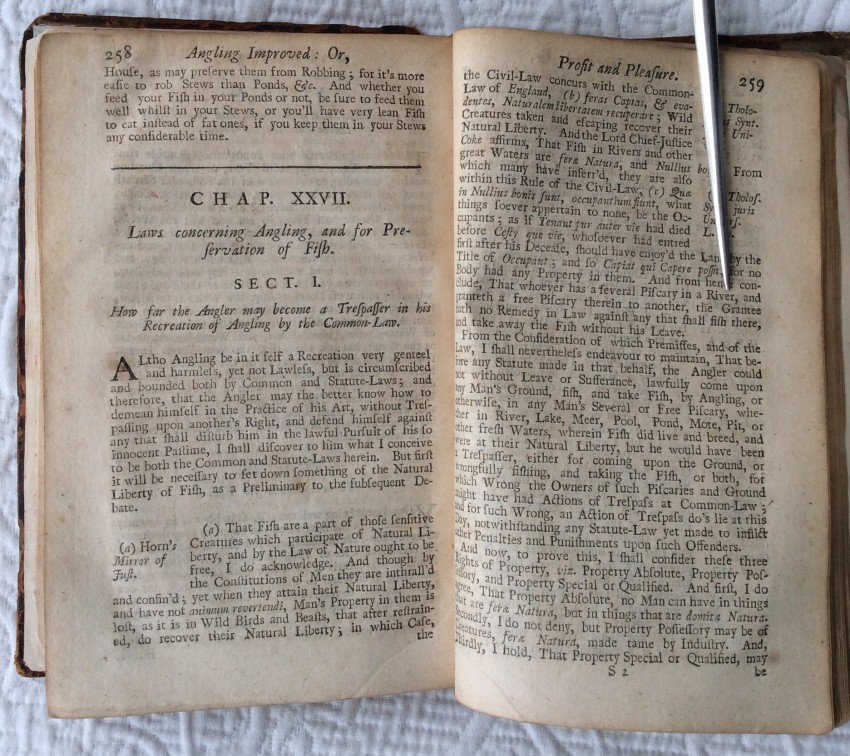 258 Angling Improved: Or,
Houſe, as may preſerve them from Robbing; for it's more
eaſie to rob Stews than Ponds, &c. And whether you
feed your Fiſh in your Ponds or not, be ſure to feed them
well whilſt in your Stews, or you'll have very lean Fiſh
to eat inſtead of fat ones, if you keep them in your Stews
any conſiderable time.
CHAP. XXVII.
Laws concerning Angling, and for Pre-
ſervation of Fiſh.
SECT. I.
How far the Angler may become a Treſpaſſer in his
Recreation of Angling by the Common-Law.
ALtho Angling be in it ſelf a Recreation very genteel
and harmleſs, yet not Lawleſs, but is circumſcribed
and bounded both by Common and Statute-Laws; and
therefore, that the Angler may the better know how to
demean himſelf in the Practice of his Art, without Treſ-
paſſing upon another's Right, and defend himſelf againſt
any that ſhall diſturb him in the lawful Purſuit of his ſo
innocent Paſtime, I ſhall diſcover to him what I conceive
to be both the Common and Statute-Laws herein. But firſt
it will be neceſſary to ſet down ſomething of the Natural
Liberty of Fiſh, as a Preliminary to the ſubſequent De-
bate.
(a) That Fiſh are a part of thoſe ſenſitive
(a) Horn's Creatures which participate of Natural Li-
Mirror of berty, and by the Law of Nature ought to be
Juſt. free, I do acknowledge. And though by
the Conſtitutions of Men they are inthrall'd
and confin'd; yet when they attain their Natural Liberty,
and have not animum revertendi, Man's Property in them is
loſt, as it is in Wild Birds and Beaſts, that after reſtrain-
ed, do recover their Natural Liberty; in which Caſe,
the
Profit and Pleaſure. 259
the Civil-Law concurs with the Common-
Law of England, (b) feras Captas, & eva- Tholo-
dentes, Naturalem libertatem recuperare; Wild Synt.
Creatures taken and eſcaping recover their Uni-
Natural Liberty. And the Lord Chief-Juſtice
Coke affirms, That Fiſh in Rivers and other
great Waters are feræ Natura, and Nullius From
which many have inferr'd, they are alſo
within this Rule of the Civil-Law, (c) Quæ Tholoſ.
in Nullius bonis ſunt, occupantium fiunt, what juris
things ſoever appertain to none, be the Oc-
cupants; as if Tenant pur auter vie had died
before Ceſty que vie, whoſoever had entred
firſt after his Deceaſe, ſhould have enjoy'd the by the
Title of Occupant; and ſo Capiat qui Capere poſſit, for no
Body had any Property in them. And from con-
clude, That whoever has a ſeveral Piſcary in a River, and
granteth a free Piſcary therein to another, the Grantee
hath no Remedy in Law againſt any that ſhall fiſh there,
and take away the Fiſh without his Leave.
From the Conſideration of which Premiſſes, and of the
Law, I ſhall nevertheleſs endeavour to maintain, That be-
fore any Statute made in that behalf, the Angler could
not without Leave or Sufferance, lawfully come upon
any Man's Ground, fiſh, and take Fiſh, by Angling, or
otherwiſe, in any Man's Several or Free Piſcary, whe-
ther in River, Lake, Meer, Pool, Pond, Mote, Pit, or
other freſh Waters, wherein Fiſh did live and breed, and
were at their Natural Liberty, but he would have been
a Treſpaſſer, either for coming upon the Ground, or
wrongfully fiſhing, and taking the Fiſh, or both, for
which Wrong the Owners of ſuch Piſcaries and Ground
might have had Actions of Treſpaſs at Common-Law;
and for ſuch Wrong, an Action of Treſpaſs do's lie at this
Day, notwithſtanding any Statute-Law yet made to inflict
other Penalties and Puniſhments upon ſuch Offenders.
And now, to prove this, I ſhall conſider theſe three
Rights of Property, viz. Property Abſolute, Property Poſ-
ſeſſory, and Property Special or Qualified. And firſt, I do
agree, That Property Abſolute, no Man can have in things
that are feræ Natura, but in things that are domitæ Natura.
Secondly, I do not deny, but Property Poſſeſſory may be of
Creatures, feræ Natura, made tame by Induſtry. And,
Thirdly, I hold, That Property Special or Qualified, may
S 2 be